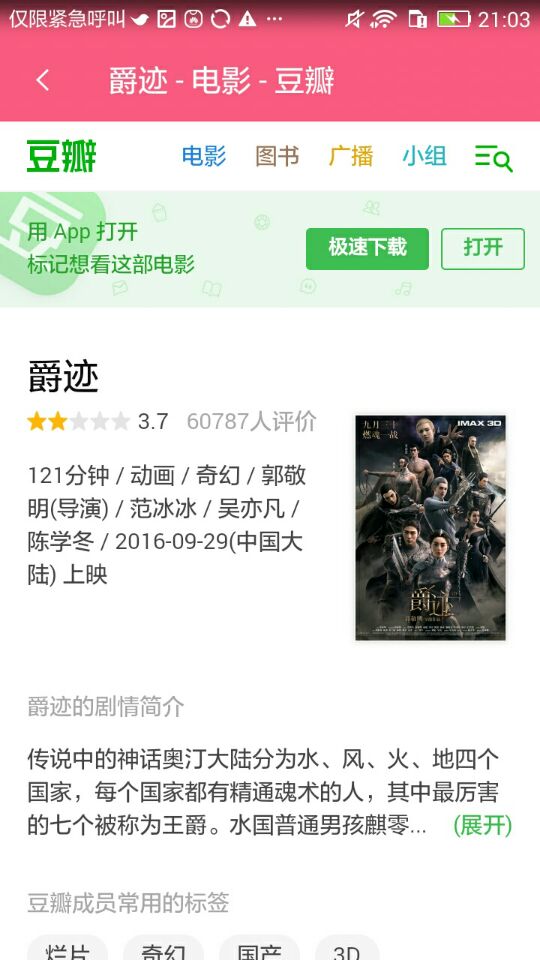 仅限紧急呼叫 ... 21:03
爵迹 - 电影 - 豆瓣
豆瓣 电影 图书 广播 小组
用 App 打开
标记想看这部电影
极速下载 打开
爵迹
3.7 60787人评价
121分钟 / 动画 / 奇幻 / 郭敬
明(导演) / 范冰冰 / 吴亦凡 /
陈学冬 / 2016-09-29(中国大
陆) 上映
九月三十 IMAX 3D
燃魂一战
爵迹
爵迹的剧情简介
传说中的神话奥汀大陆分为水、风、火、地四个
国家，每个国家都有精通魂术的人，其中最厉害
的七个被称为王爵。水国普通男孩麒零... (展开)
豆瓣成员常用的标签
烂片 奇幻 国产 3D